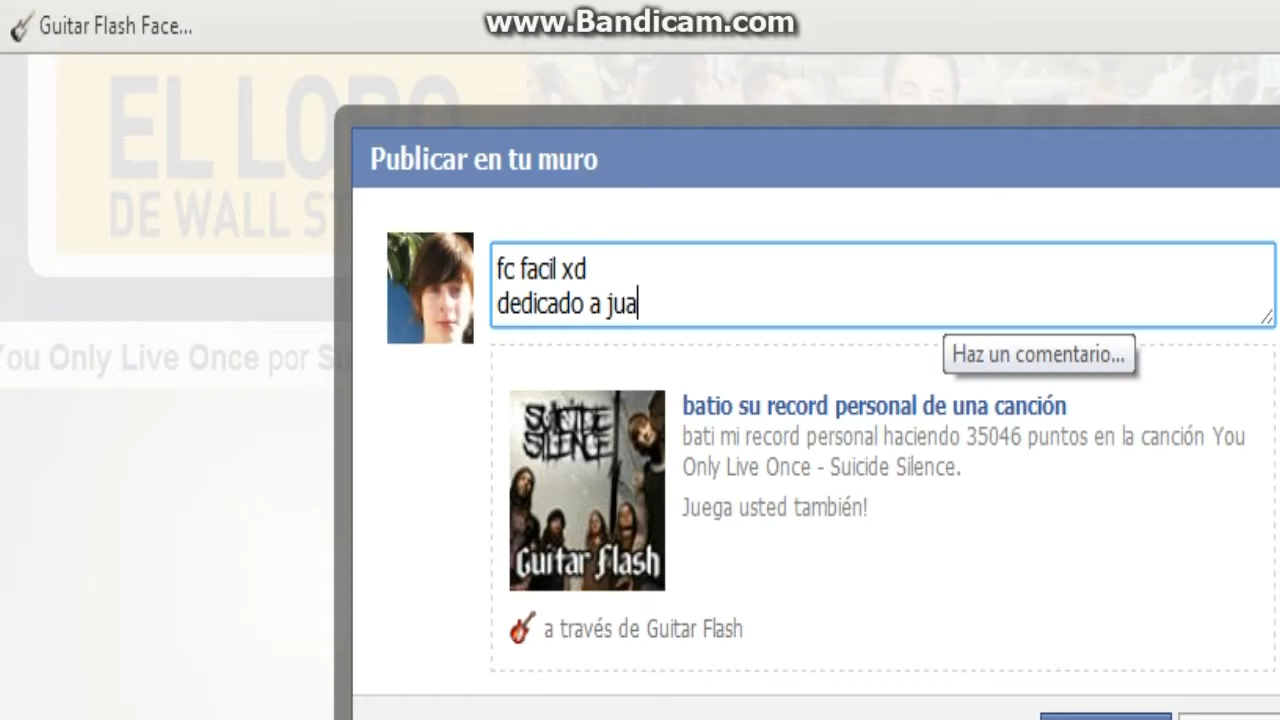 www.Bandicam.com
Guitar Flash Face...
EL LOBO
DE WALL ST
Publicar en tu muro
fc facil xd
dedicado a jua
You Only Live Once por Su
Haz un comentario...
SUICIDE
SILENCE
Guitar Flash
batio su record personal de una canción
bati mi record personal haciendo 35046 puntos en la canción You
Only Live Once - Suicide Silence.
Juega usted también!
a través de Guitar Flash